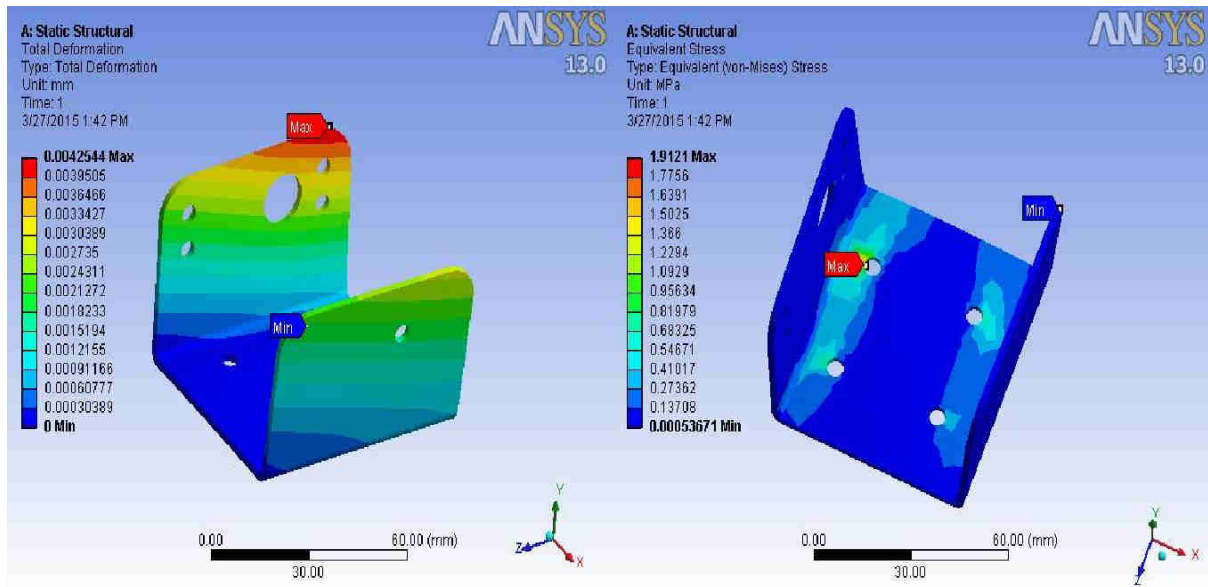 A: Static Structural
Total Deformation
Type: Total Deformation
Unit: mm
Time: 1
3/27/2015 1:42 PM
ANSYS
13.0
Max
0.0042544 Max
0.0039505
0.0036466
0.0033427
0.0030389
0.002735
0.0024311
0.0021272
0.0018233
0.0015194
0.0012155
0.00091166
0.00060777
0.00030389
0 Min
Min
0.00
60.00 (mm)
30.00
Y
Z
X
A: Static Structural
Equivalent Stress
Type: Equivalent (von-Mises) Stress
Unit: MPa
Time: 1
3/27/2015 1:42 PM
ANSYS
13.0
1.9121 Max
1.7756
1.6391
1.5025
1.366
1.2294
1.0929
0.95634
0.81979
0.68325
0.54671
0.41017
0.27362
0.13708
0.00053671 Min
Min
Max
0.00
60.00 (mm)
30.00
Y
X
Z